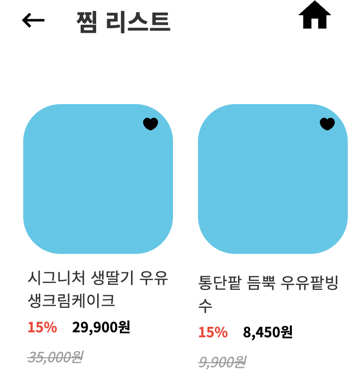 찜 리스트
시그니처 생딸기 우유
생크림케이크
15% 29,900원
35,000원
통단팥 듬뿍 우유팥빙
수
15% 8,450원
9,900원